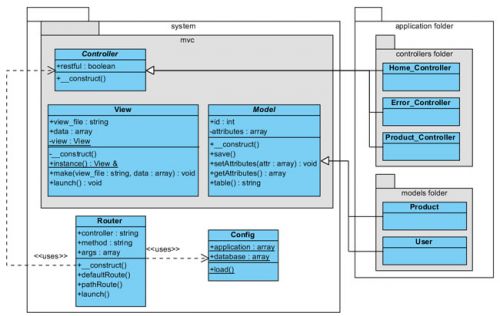 system
mvc
Controller
+restful : boolean
+__construct()
View
+view_file : string
+data : array
-view : View
-__construct()
+instance() : View &
+make(view_file : string, data : array) : void
+launch() : void
Model
+id : int
-attributes : array
+__construct()
+save()
+setAttributes(attr : array) : void
+getAttributes() : array
+table() : string
Router
+controller : string
+method : string
+args : array
+__construct()
+defaultRoute()
+pathRoute()
+launch()
<<uses>>
<<uses>>
Config
+application : array
+database : array
+load()
application folder
controllers folder
Home_Controller
Error_Controller
Product_Controller
models folder
Product
User